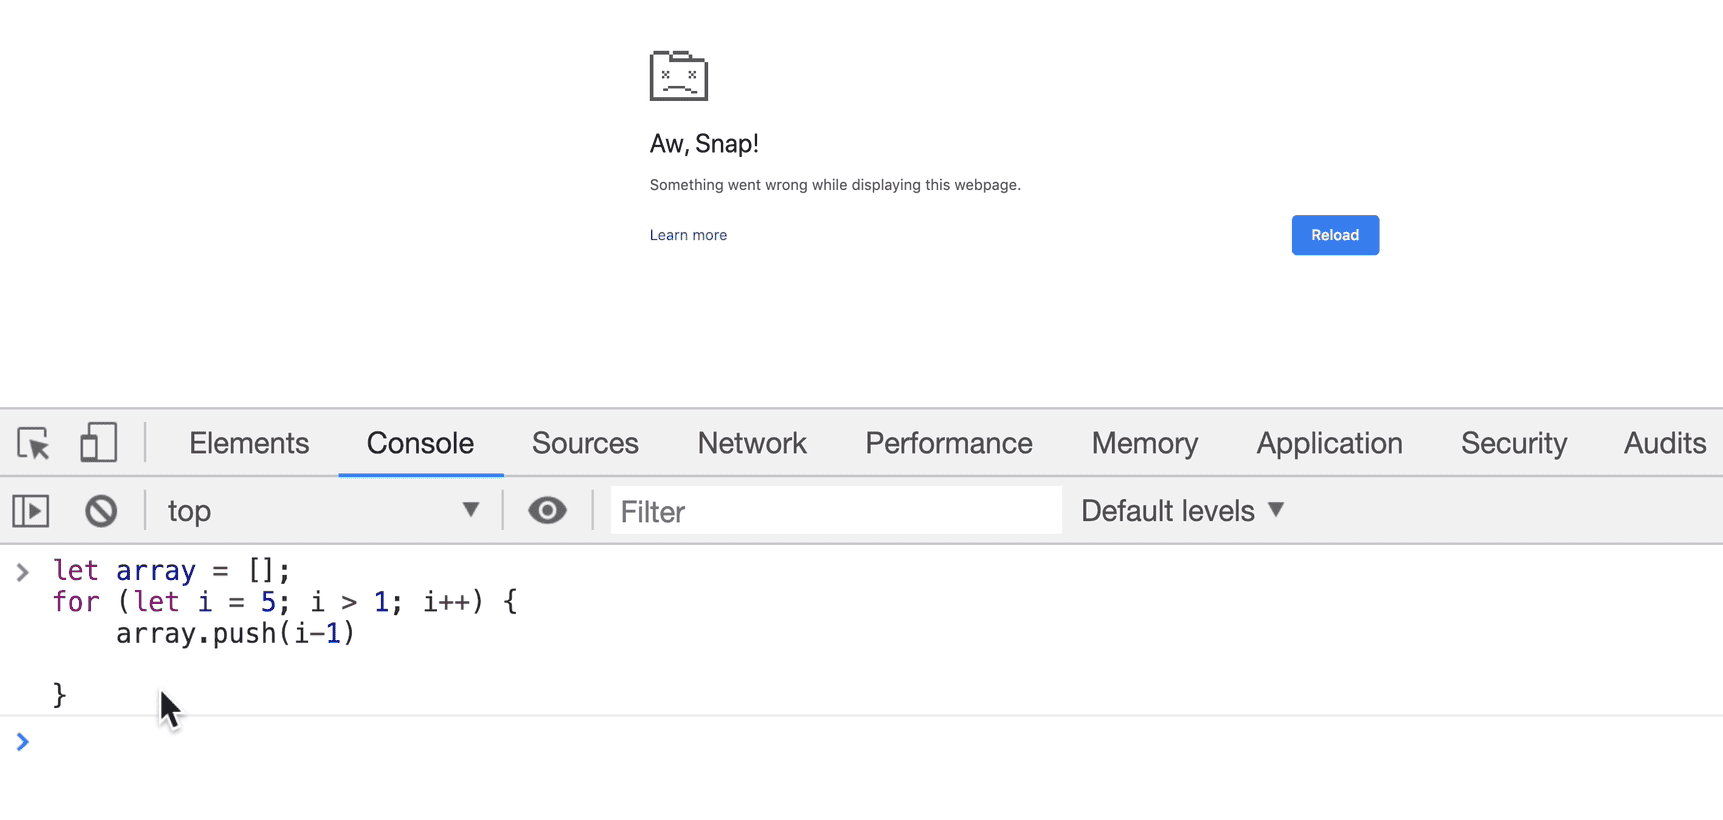 Aw, Snap!
Something went wrong while displaying this webpage.
Learn more
Reload
Elements Console Sources Network Performance Memory Application Security Audits
top ▼ Filter Default levels ▼
> let array = [];
for (let i = 5; i > 1; i++) {
    array.push(i-1)
}
>